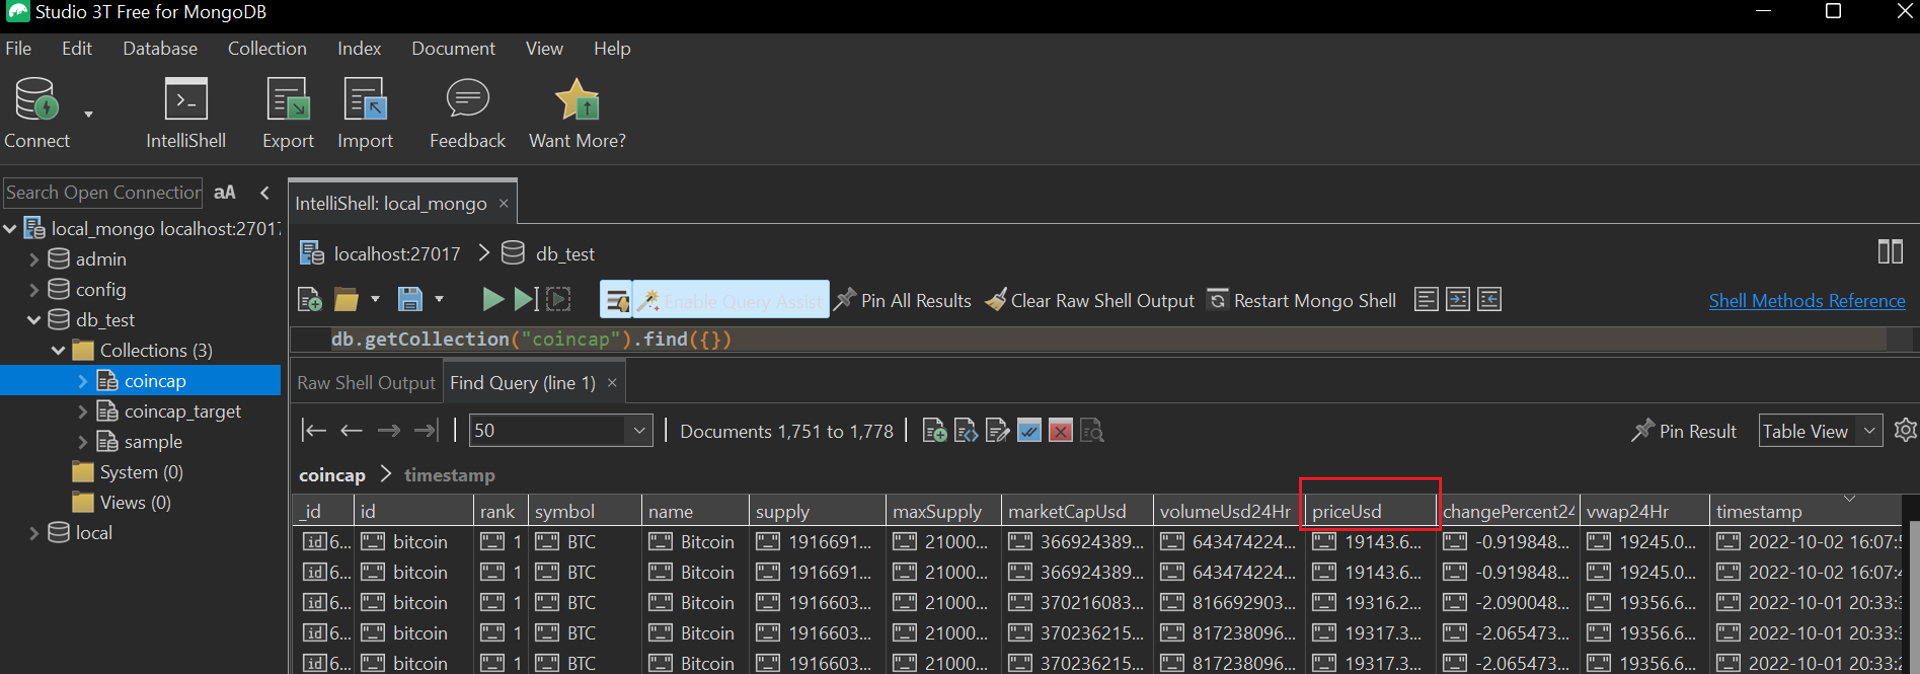 Studio 3T Free for MongoDB
File Edit Database Collection Index Document View Help
Connect IntelliShell Export Import Feedback Want More?
Search Open Connection aA
IntelliShell: local_mongo
local_mongo localhost:27017
admin
config
db_test
Collections (3)
coincap
coincap_target
sample
System (0)
Views (0)
local
localhost:27017 db_test
Enable Query Assist Pin All Results Clear Raw Shell Output Restart Mongo Shell Shell Methods Reference
db.getCollection("coincap").find({})
Raw Shell Output Find Query (line 1)
50 Documents 1,751 to 1,778 Pin Result Table View
coincap > timestamp
_id id rank symbol name supply maxSupply marketCapUsd volumeUsd24Hr priceUsd changePercent24 vwap24Hr timestamp
6... bitcoin 1 BTC Bitcoin 1916691... 21000... 366924389... 643474224... 19143.6... -0.919848... 19245.0... 2022-10-02 16:07:5
6... bitcoin 1 BTC Bitcoin 1916691... 21000... 366924389... 643474224... 19143.6... -0.919848... 19245.0... 2022-10-02 16:07:4
6... bitcoin 1 BTC Bitcoin 1916603... 21000... 370216083... 816692903... 19316.2... -2.090048... 19356.6... 2022-10-01 20:33:3
6... bitcoin 1 BTC Bitcoin 1916603... 21000... 370236215... 817238096... 19317.3... -2.065473... 19356.6... 2022-10-01 20:33:3
6... bitcoin 1 BTC Bitcoin 1916603... 21000... 370236215... 817238096... 19317.3... -2.065473... 19356.6... 2022-10-01 20:33:2